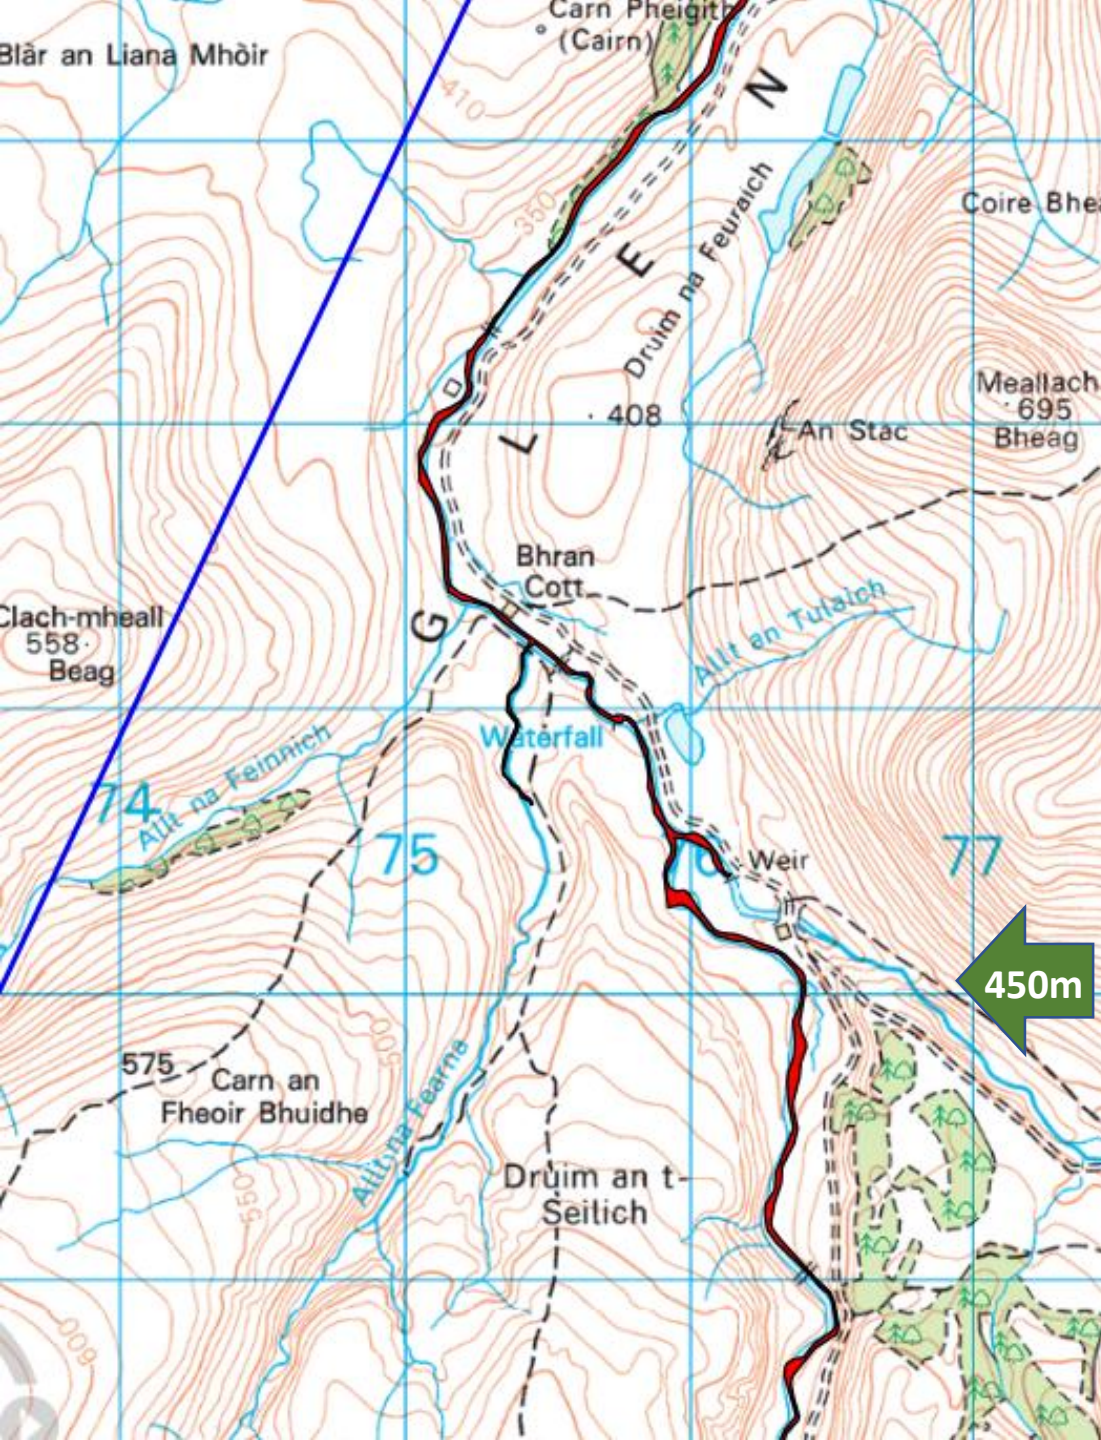 Carn Pheigith
(Cairn)
Blàr an Liana Mhòir
410
N
350
E
Druim na Feuraich
Coire Bhea
Meallach
695
Bheag
408
An Stac
L
Bhran
Cott
G
Clach-mheall
558
Beag
Allt an Tulaich
Waterfall
Allt na Feinnich
74
75
6
Weir
77
450m
500
575
Carn an
Fheoir Bhuidhe
Allt na Fearna
550
Druim an t-
Seilich
600